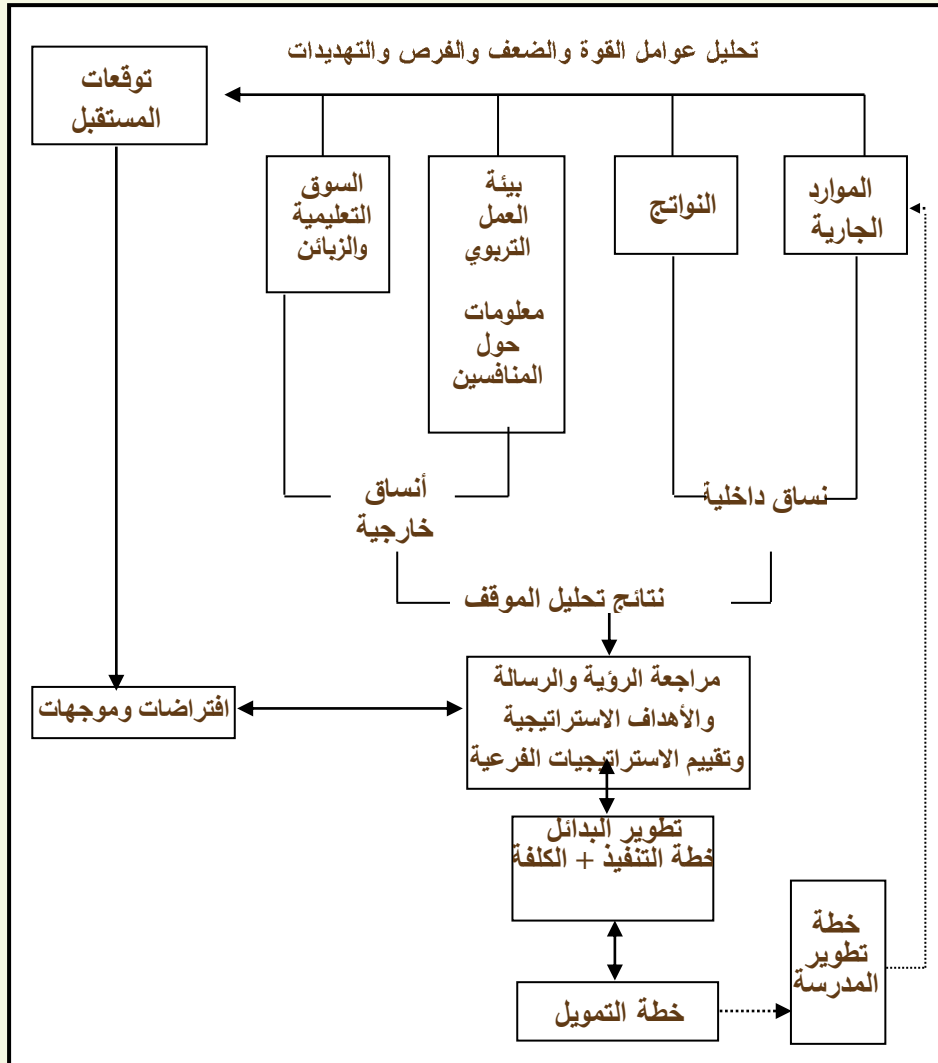 تحليل عوامل القوة والضعف والفرص والتهديدات
توقعات
المستقبل
الموارد
الجارية
النواتج
بيئة
العمل
التربوي
معلومات
حول
المنافسين
السوق
التعليمية
والزبائن
نساق داخلية
أنساق
خارجية
نتائج تحليل الموقف
مراجعة الرؤية والرسالة
والأهداف الاستراتيجية
وتقييم الاستراتيجيات الفرعية
افتراضات وموجهات
تطوير البدائل
خطة التنفيذ + الكلفة
خطة
تطوير
المدرسة
خطة التمويل